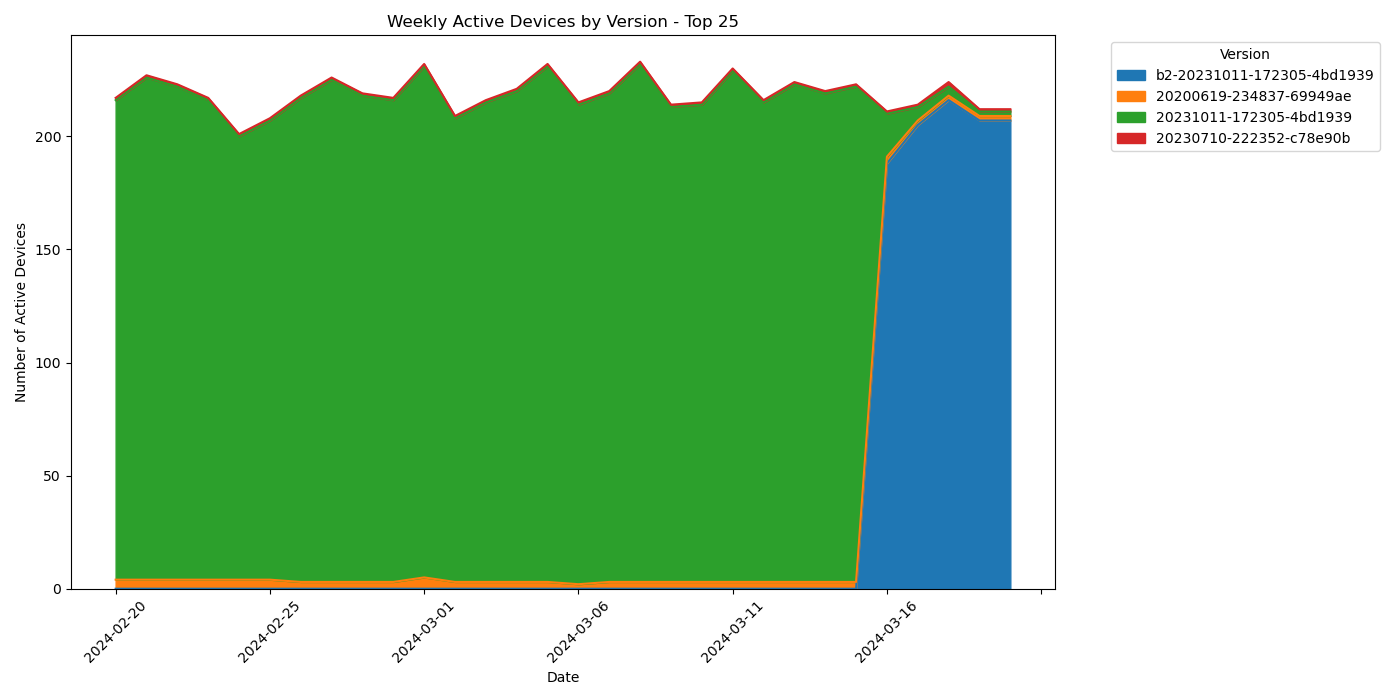 Weekly Active Devices by Version - Top 25
Number of Active Devices
200
150
100
50
0
2024-02-20
2024-02-25
2024-03-01
2024-03-06
2024-03-11
2024-03-16
Date
Version
b2-20231011-172305-4bd1939
20200619-234837-69949ae
20231011-172305-4bd1939
20230710-222352-c78e90b